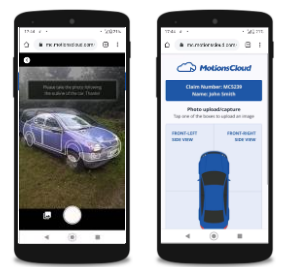 mc.motionscloud.com
Please take the photo following
the outline of the car. Thanks!
mc.motionscloud.com
MotionsCloud
Claim Number: MC5239
Name: John Smith
Photo upload/capture
Tap one of the boxes to upload an image
FRONT-LEFT FRONT-RIGHT
SIDE VIEW SIDE VIEW